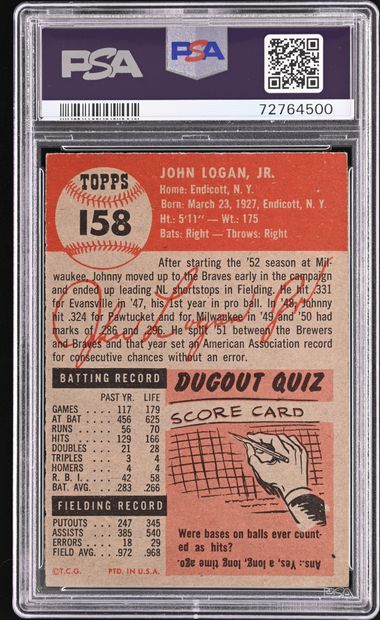 PSA
PSA
72764500
TOPPS
158
JOHN LOGAN, JR.
Home: Endicott, N. Y.
Born: March 23, 1927, Endicott, N. Y.
Ht.: 5'11" — Wt.: 175
Bats: Right — Throws: Right
After starting the '52 season at Mil-
waukee, Johnny moved up to the Braves early in the campaign
and ended up leading NL shortstops in Fielding. He hit .331
for Evansville in '47, his 1st year in pro ball. In '48, Johnny
hit .324 for Pawtucket and for Milwaukee in '49 and '50 had
marks of .286 and .296. He split '51 between the Brewers
and Braves and that year set an American Association record
for consecutive chances without an error.
John Logan Jr.
BATTING RECORD
PAST YR. LIFE
GAMES 117 179
AT BAT 456 625
RUNS 56 70
HITS 129 166
DOUBLES 21 28
TRIPLES 3 4
HOMERS 4 4
R. B. I. 42 58
BAT. AVG. .283 .266
FIELDING RECORD
PUTOUTS 247 345
ASSISTS 385 540
ERRORS 18 29
FIELD AVG. .972 .968
©T.C.G. PTD. IN U.S.A.
DUGOUT QUIZ
SCORE CARD
Were bases on balls ever count-
ed as hits?
Ans.: Yes, a long, long time ago.
PSA